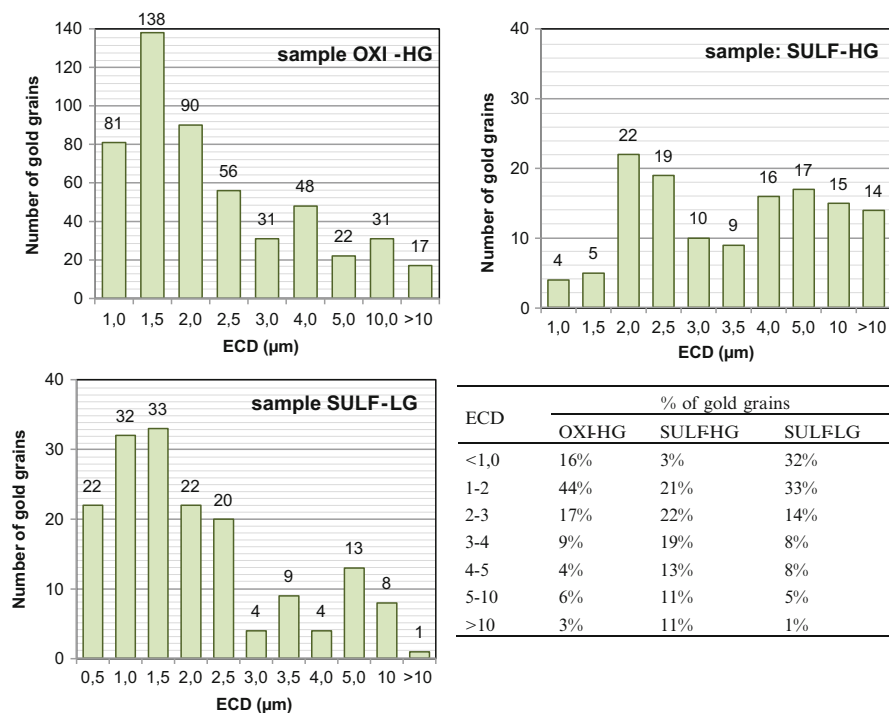 sample OXI -HG
Number of gold grains
140
120
100
80
60
40
20
0
81
138
90
56
31
48
22
31
17
1,0 1,5 2,0 2,5 3,0 4,0 5,0 10,0 >10
ECD (µm)
sample: SULF-HG
Number of gold grains
40
30
20
10
0
4
5
22
19
10
9
16
17
15
14
1,0 1,5 2,0 2,5 3,0 3,5 4,0 5,0 10 >10
ECD (µm)
sample SULF-LG
Number of gold grains
40
30
20
10
0
22
32
33
22
20
4
9
4
13
8
1
0,5 1,0 1,5 2,0 2,5 3,0 3,5 4,0 5,0 10 >10
ECD (µm)
ECD % of gold grains
OXI-HG SULF-HG SULF-LG
<1,0 16% 3% 32%
1-2 44% 21% 33%
2-3 17% 22% 14%
3-4 9% 19% 8%
4-5 4% 13% 8%
5-10 6% 11% 5%
>10 3% 11% 1%